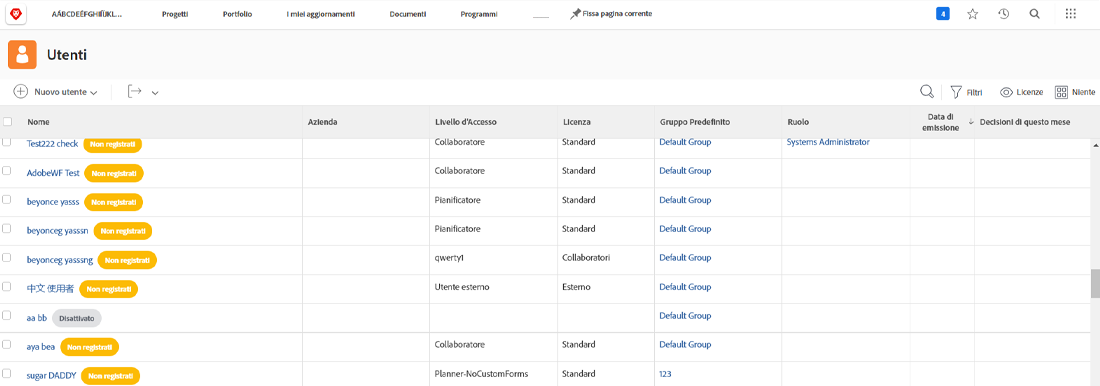 AÁBCDEÉFGHIÍÏJKL... Progetti Portfolio I miei aggiornamenti Documenti Programmi Fissa pagina corrente 4
Utenti
Nuovo utente Filtri Licenze Niente
Nome Azienda Livello d'Accesso Licenza Gruppo Predefinito Ruolo Data di emissione Decisioni di questo mese
Test222 check Non registrati Collaboratore Standard Default Group Systems Administrator
AdobeWF Test Non registrati Collaboratore Standard Default Group
beyonce yasss Non registrati Pianificatore Standard Default Group
beyonceg yasssn Non registrati Pianificatore Standard Default Group
beyonceg yasssng Non registrati qwerty1 Collaboratori Default Group
中文 使用者 Non registrati Utente esterno Esterno Default Group
aa bb Disattivato Default Group
aya bea Non registrati Collaboratore Standard Default Group
sugar DADDY Non registrati Planner-NoCustomForms Standard 123